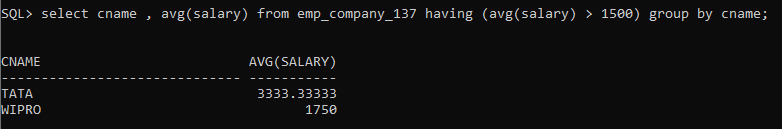 SQL> select cname , avg(salary) from emp_company_137 having (avg(salary) > 1500) group by cname;
CNAME                          AVG(SALARY)
------------------------------ -----------
TATA                            3333.33333
WIPRO                                 1750